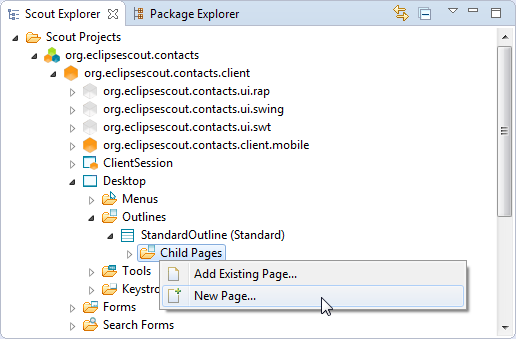 Scout Explorer Package Explorer
Scout Projects
org.eclipsescout.contacts
org.eclipsescout.contacts.client
org.eclipsescout.contacts.ui.rap
org.eclipsescout.contacts.ui.swing
org.eclipsescout.contacts.ui.swt
org.eclipsescout.contacts.client.mobile
ClientSession
Desktop
Menus
Outlines
StandardOutline (Standard)
Child Pages
Tools Add Existing Page...
Keystro New Page...
Forms
Search Forms